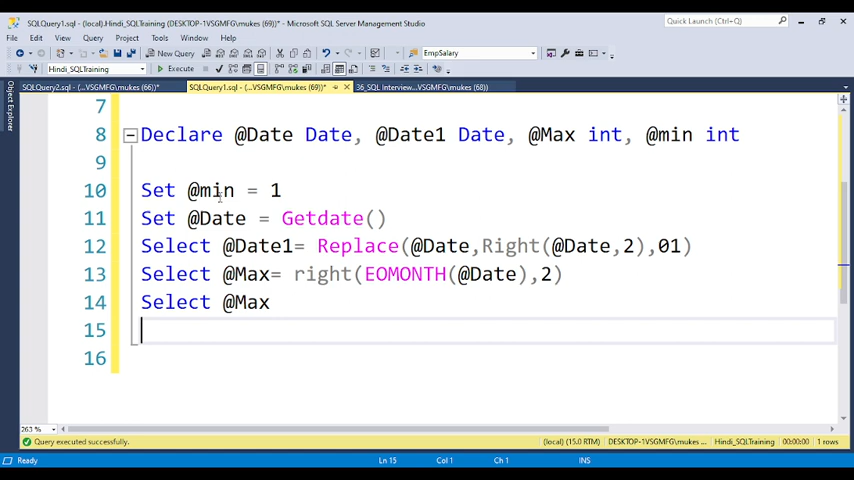 SQLQuery1.sql - (local).Hindi_SQLTraining (DESKTOP-1VSGMFG\mukes (69))* - Microsoft SQL Server Management Studio
Quick Launch (Ctrl+Q)
File Edit View Query Project Tools Window Help
New Query
EmpSalary
Hindi_SQLTraining Execute
SQLQuery2.sql - (...VSGMFG\mukes (66))*
SQLQuery1.sql - (...VSGMFG\mukes (69))*
36_SQL Interview...VSGMFG\mukes (68))
Object Explorer
7
8 Declare @Date Date, @Date1 Date, @Max int, @min int
9
10 Set @min = 1
11 Set @Date = Getdate()
12 Select @Date1= Replace(@Date,Right(@Date,2),01)
13 Select @Max= right(EOMONTH(@Date),2)
14 Select @Max
15
16
263 %
Query executed successfully. (local) (15.0 RTM) DESKTOP-1VSGMFG\mukes ... Hindi_SQLTraining 00:00:00 1 rows
Ready Ln 15 Col 1 Ch 1 INS